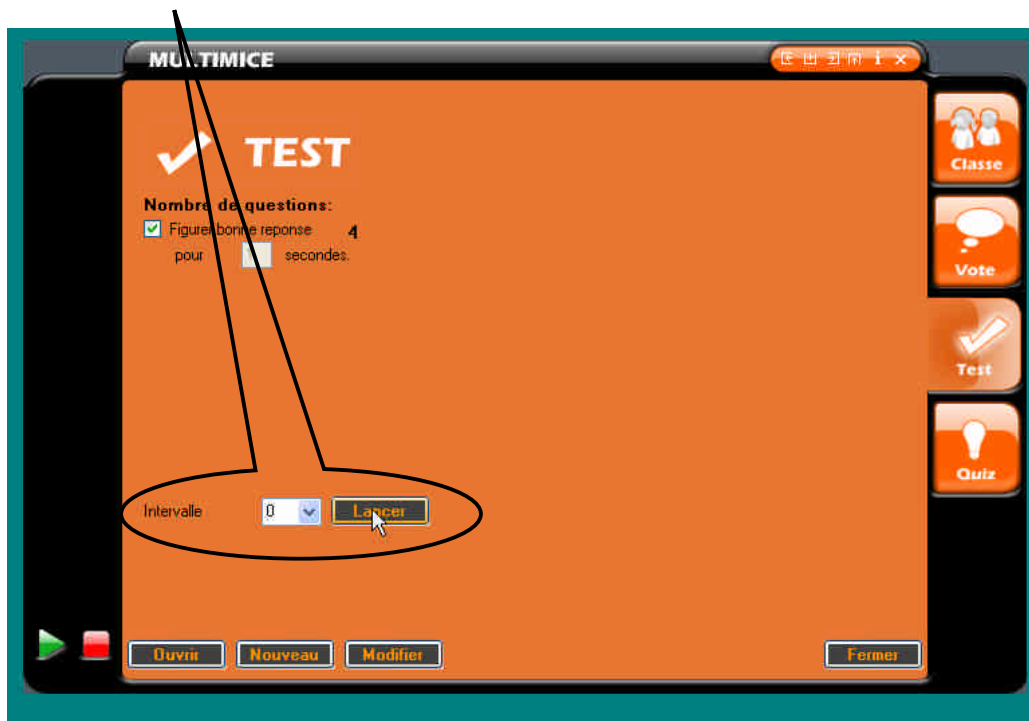 MULTIMICE
TEST
Classe
Nombre de questions:
Figurer bonne reponse 4
pour secondes.
Vote
Test
Quiz
Intervalle 0 Lancer
Ouvrir Nouveau Modifier Fermer